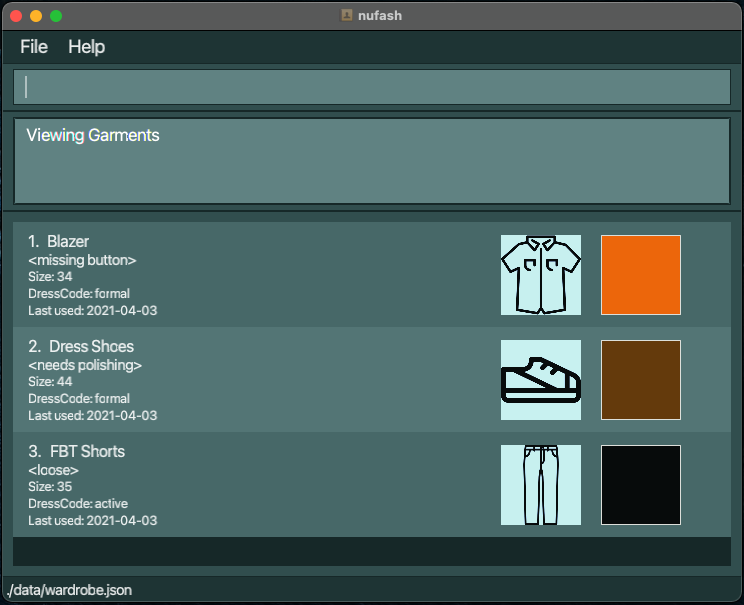 nufash
File Help
Viewing Garments
1. Blazer
<missing button>
Size: 34
DressCode: formal
Last used: 2021-04-03
2. Dress Shoes
<needs polishing>
Size: 44
DressCode: formal
Last used: 2021-04-03
3. FBT Shorts
<loose>
Size: 35
DressCode: active
Last used: 2021-04-03
./data/wardrobe.json